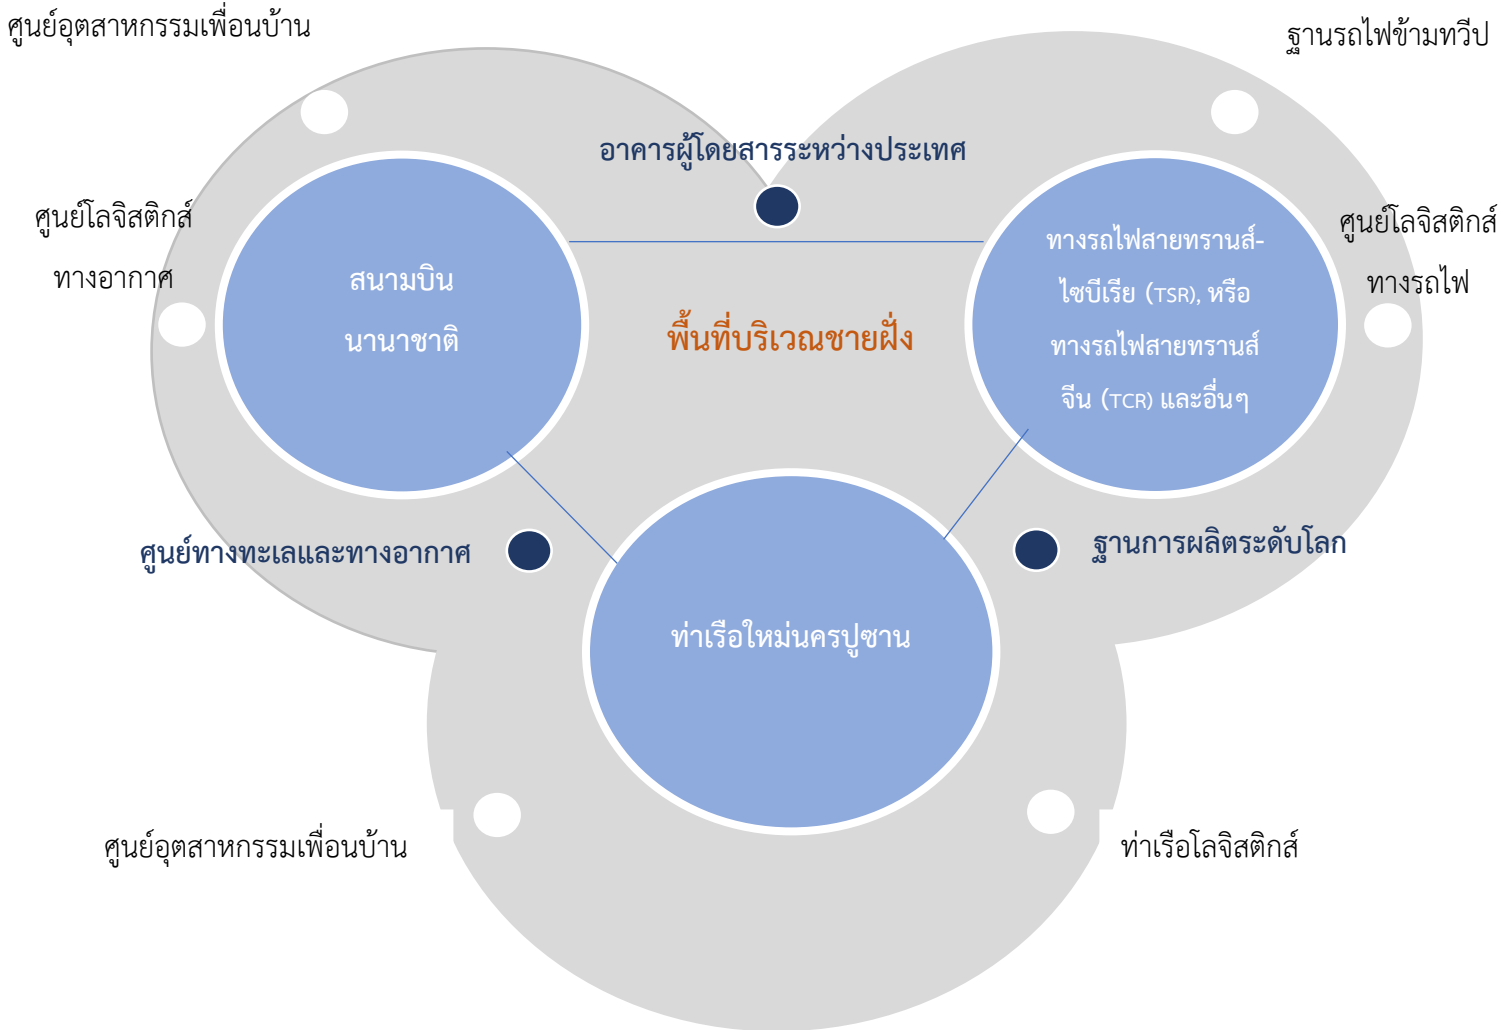 ศูนย์อุตสาหกรรมเพื่อนบ้าน
ฐานรถไฟข้ามทวีป
อาคารผู้โดยสารระหว่างประเทศ
ศูนย์โลจิสติกส์
ทางอากาศ
สนามบิน
นานาชาติ
พื้นที่บริเวณชายฝั่ง
ทางรถไฟสายทรานส์-
ไซบีเรีย (TSR), หรือ
ทางรถไฟสายทรานส์
จีน (TCR) และอื่นๆ
ศูนย์โลจิสติกส์
ทางรถไฟ
ศูนย์ทางทะเลและทางอากาศ
ฐานการผลิตระดับโลก
ท่าเรือใหม่นครปูซาน
ศูนย์อุตสาหกรรมเพื่อนบ้าน
ท่าเรือโลจิสติกส์